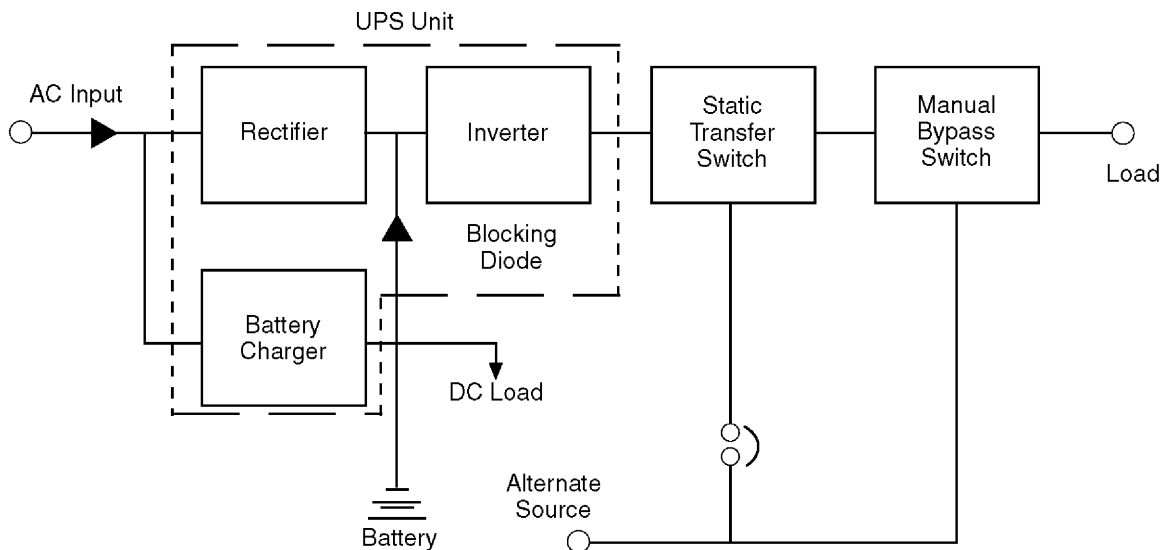 UPS Unit
AC Input
Rectifier
Inverter
Static
Transfer
Switch
Manual
Bypass
Switch
Load
Blocking
Diode
Battery
Charger
DC Load
Alternate
Source
Battery